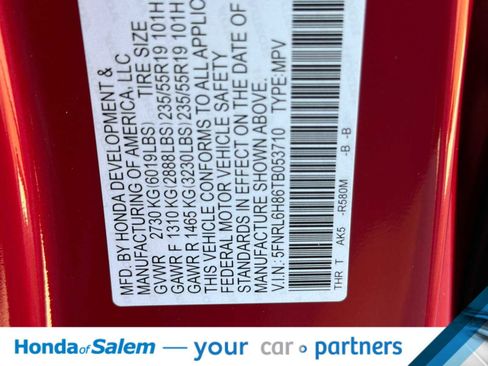 MFD. BY HONDA DEVELOPMENT &
MANUFACTURING OF AMERICA, LLC
TIRE SIZE
GVWR 2730 KG(6019LBS)
GAWR F 1310 KG(2888LBS)235/55R19 101H
GAWR R 1465 KG(3230LBS)235/55R19 101H
THIS VEHICLE CONFORMS TO ALL APPLICA
FEDERAL MOTOR VEHICLE SAFETY
STANDARDS IN EFFECT ON THE DATE OF
MANUFACTURE SHOWN ABOVE.
V.I.N.: 5FNRL6H86TB053710 TYPE:MPV
THR T AK5 -R580M -B -B
Honda of Salem — your car partners